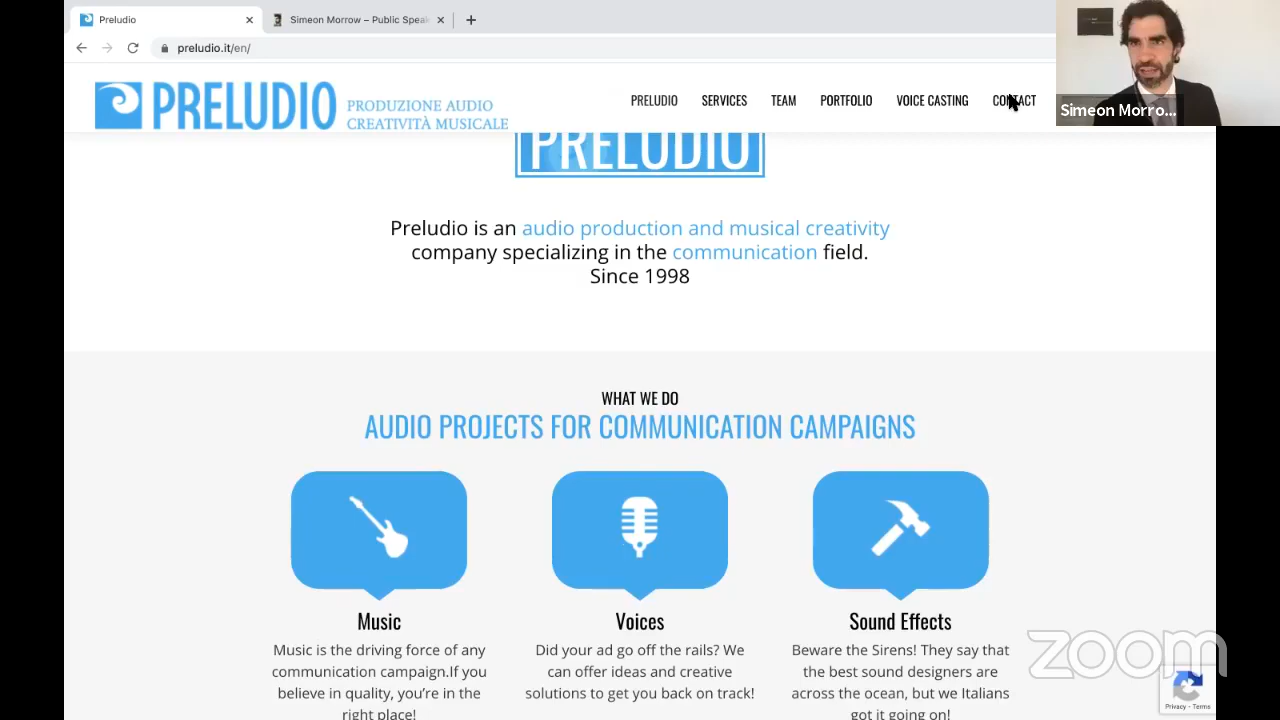 Preludio
Simeon Morrow – Public Speak
preludio.it/en/
PRELUDIO
PRODUZIONE AUDIO
CREATIVITÀ MUSICALE
PRELUDIO
SERVICES
TEAM
PORTFOLIO
VOICE CASTING
CONTACT
Simeon Morro...
PRELUDIO
Preludio is an audio production and musical creativity
company specializing in the communication field.
Since 1998
WHAT WE DO
AUDIO PROJECTS FOR COMMUNICATION CAMPAIGNS
Music
Music is the driving force of any
communication campaign.If you
believe in quality, you’re in the
right place!
Voices
Did your ad go off the rails? We
can offer ideas and creative
solutions to get you back on track!
Sound Effects
Beware the Sirens! They say that
the best sound designers are
across the ocean, but we Italians
got it going on!
zoom
Privacy - Terms